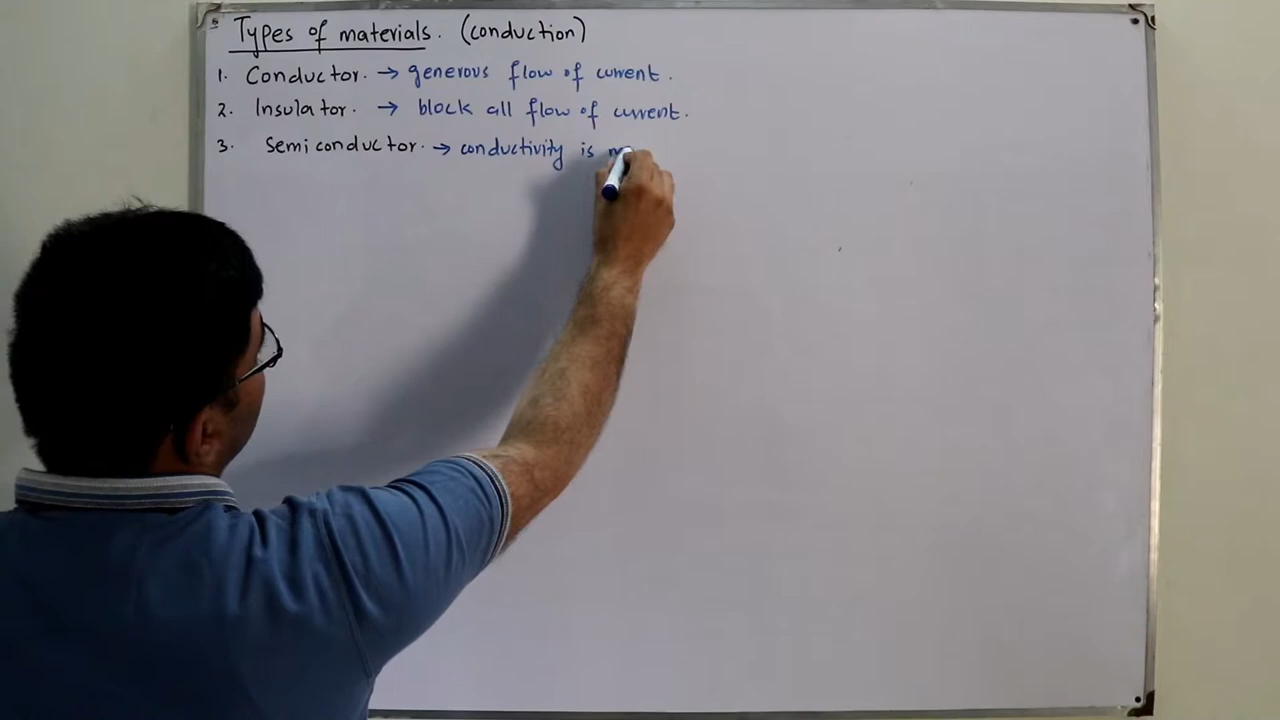 Types of materials. (conduction)
1. Conductor. → generous flow of current.
2. Insulator. → block all flow of current.
3. Semiconductor. → conductivity is